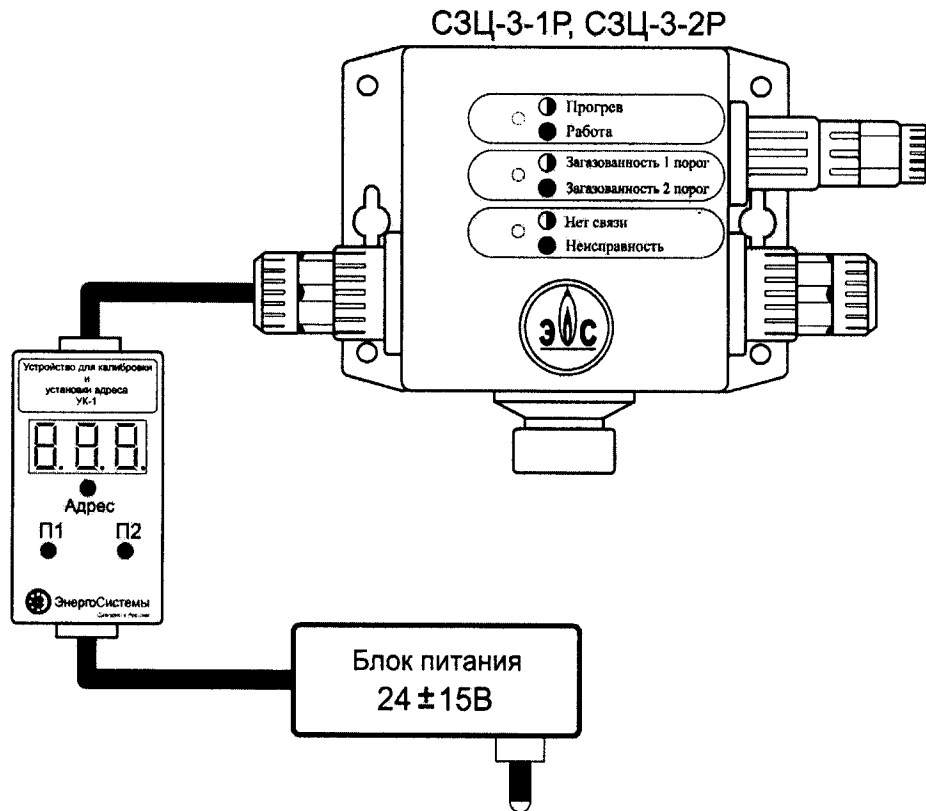 СЗЦ-3-1Р, СЗЦ-3-2Р
Прогрев
Работа
Загазованность 1 порог
Загазованность 2 порог
Нет связи
Неисправность
ЭС
Устройство для калибровки
и
установки адреса
УК-1
8.8.8.
Адрес
П1 П2
ЭнергоСистемы
Блок питания
24±15В